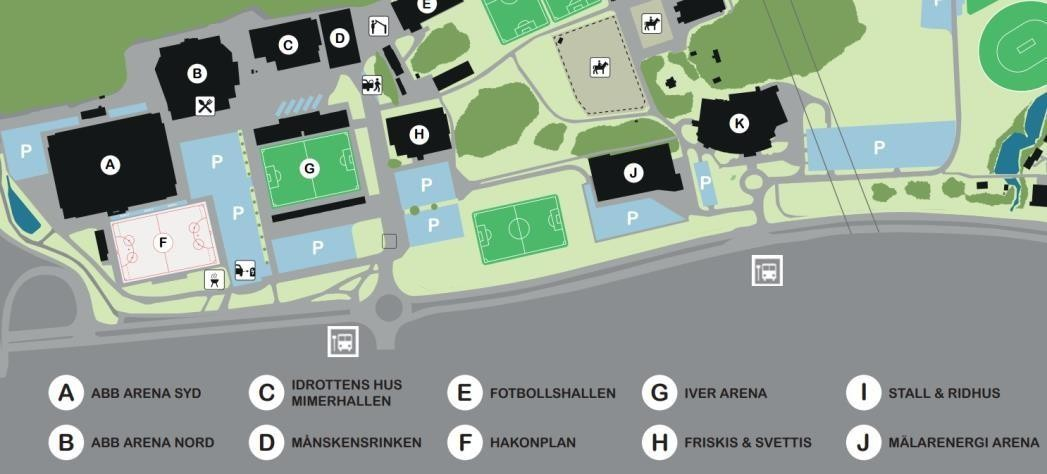 E
C
D
B
A
P
P
P
G
F
P
H
P
P
K
J
P
P
P
P
A ABB ARENA SYD
B ABB ARENA NORD
C IDROTTENS HUS
MIMERHALLEN
D MÅNSKENSRINKEN
E FOTBOLLSHALLEN
F HAKONPLAN
G IVER ARENA
H FRISKIS & SVETTIS
I STALL & RIDHUS
J MÄLARENERGI ARENA